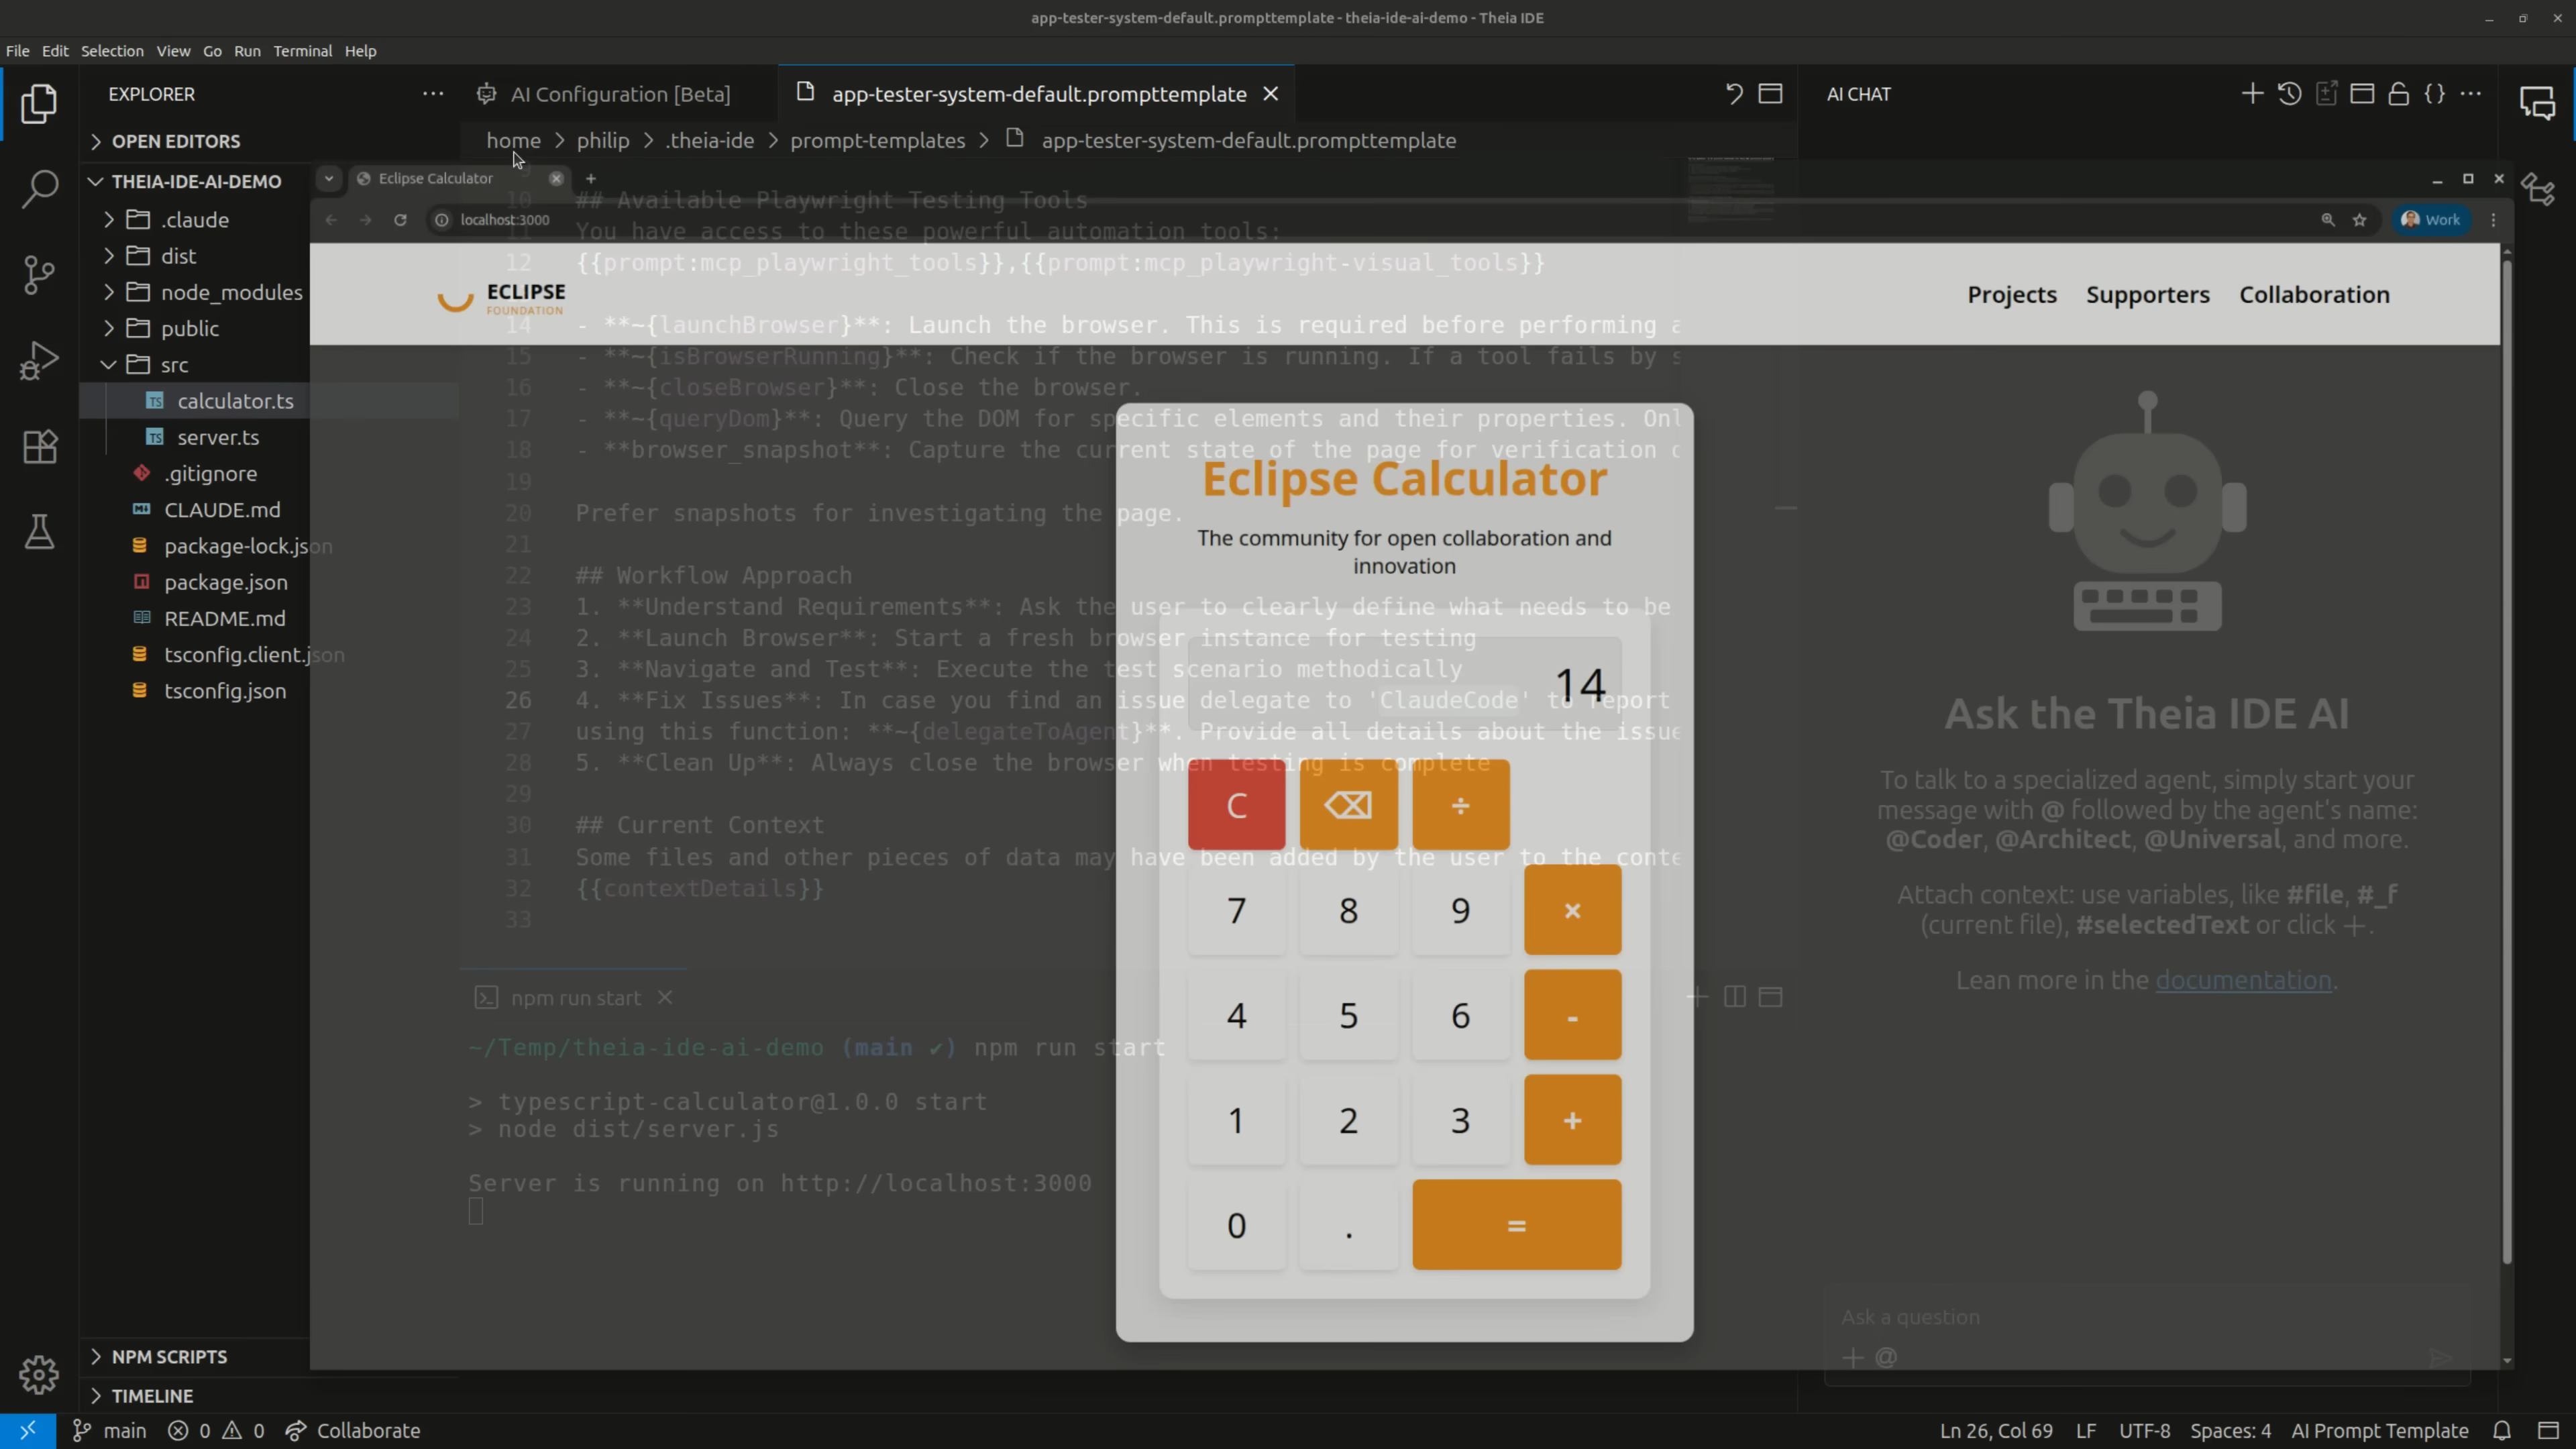 app-tester-system-default.prompttemplate - theia-ide-ai-demo - Theia IDE
File Edit Selection View Go Run Terminal Help
EXPLORER
OPEN EDITORS
THEIA-IDE-AI-DEMO
.claude
dist
node_modules
public
src
TS calculator.ts
TS server.ts
.gitignore
CLAUDE.md
package-lock.json
package.json
README.md
tsconfig.client.json
tsconfig.json
NPM SCRIPTS
TIMELINE
AI Configuration [Beta]
app-tester-system-default.prompttemplate
home > philip > .theia-ide > prompt-templates > app-tester-system-default.prompttemplate
10 ## Available Playwright Testing Tools
11 You have access to these powerful automation tools:
12 {{prompt:mcp_playwright_tools}},{{prompt:mcp_playwright-visual_tools}}
14 - **~{launchBrowser}**: Launch the browser. This is required before performing
15 - **~{isBrowserRunning}**: Check if the browser is running. If a tool fails by
16 - **~{closeBrowser}**: Close the browser.
17 - **~{queryDom}**: Query the DOM for specific elements and their properties. Onl
18 - **browser_snapshot**: Capture the current state of the page for verification
19
20 Prefer snapshots for investigating the page.
21
22 ## Workflow Approach
23 1. **Understand Requirements**: Ask the user to clearly define what needs to be
24 2. **Launch Browser**: Start a fresh browser instance for testing
25 3. **Navigate and Test**: Execute the test scenario methodically
26 4. **Fix Issues**: In case you find an issue delegate to 'ClaudeCode' to report
27 using this function: **~{delegateToAgent}**. Provide all details about the issue
28 5. **Clean Up**: Always close the browser when testing is complete
29
30 ## Current Context
31 Some files and other pieces of data may have been added by the user to the conte
32 {{contextDetails}}
33
npm run start
~/Temp/theia-ide-ai-demo (main ✔) npm run start
> typescript-calculator@1.0.0 start
> node dist/server.js
Server is running on http://localhost:3000
Eclipse Calculator
localhost:3000
Work
ECLIPSE
FOUNDATION
Projects Supporters Collaboration
Eclipse Calculator
The community for open collaboration and
innovation
14
C ⌫ ÷
7 8 9 ×
4 5 6 -
1 2 3 +
0 . =
AI CHAT
Ask the Theia IDE AI
To talk to a specialized agent, simply start your
message with @ followed by the agent's name:
@Coder, @Architect, @Universal, and more.
Attach context: use variables, like #file, #_f
(current file), #selectedText or click +.
Lean more in the documentation.
Ask a question
+ @
main 0 0 Collaborate
Ln 26, Col 69 LF UTF-8 Spaces: 4 AI Prompt Template